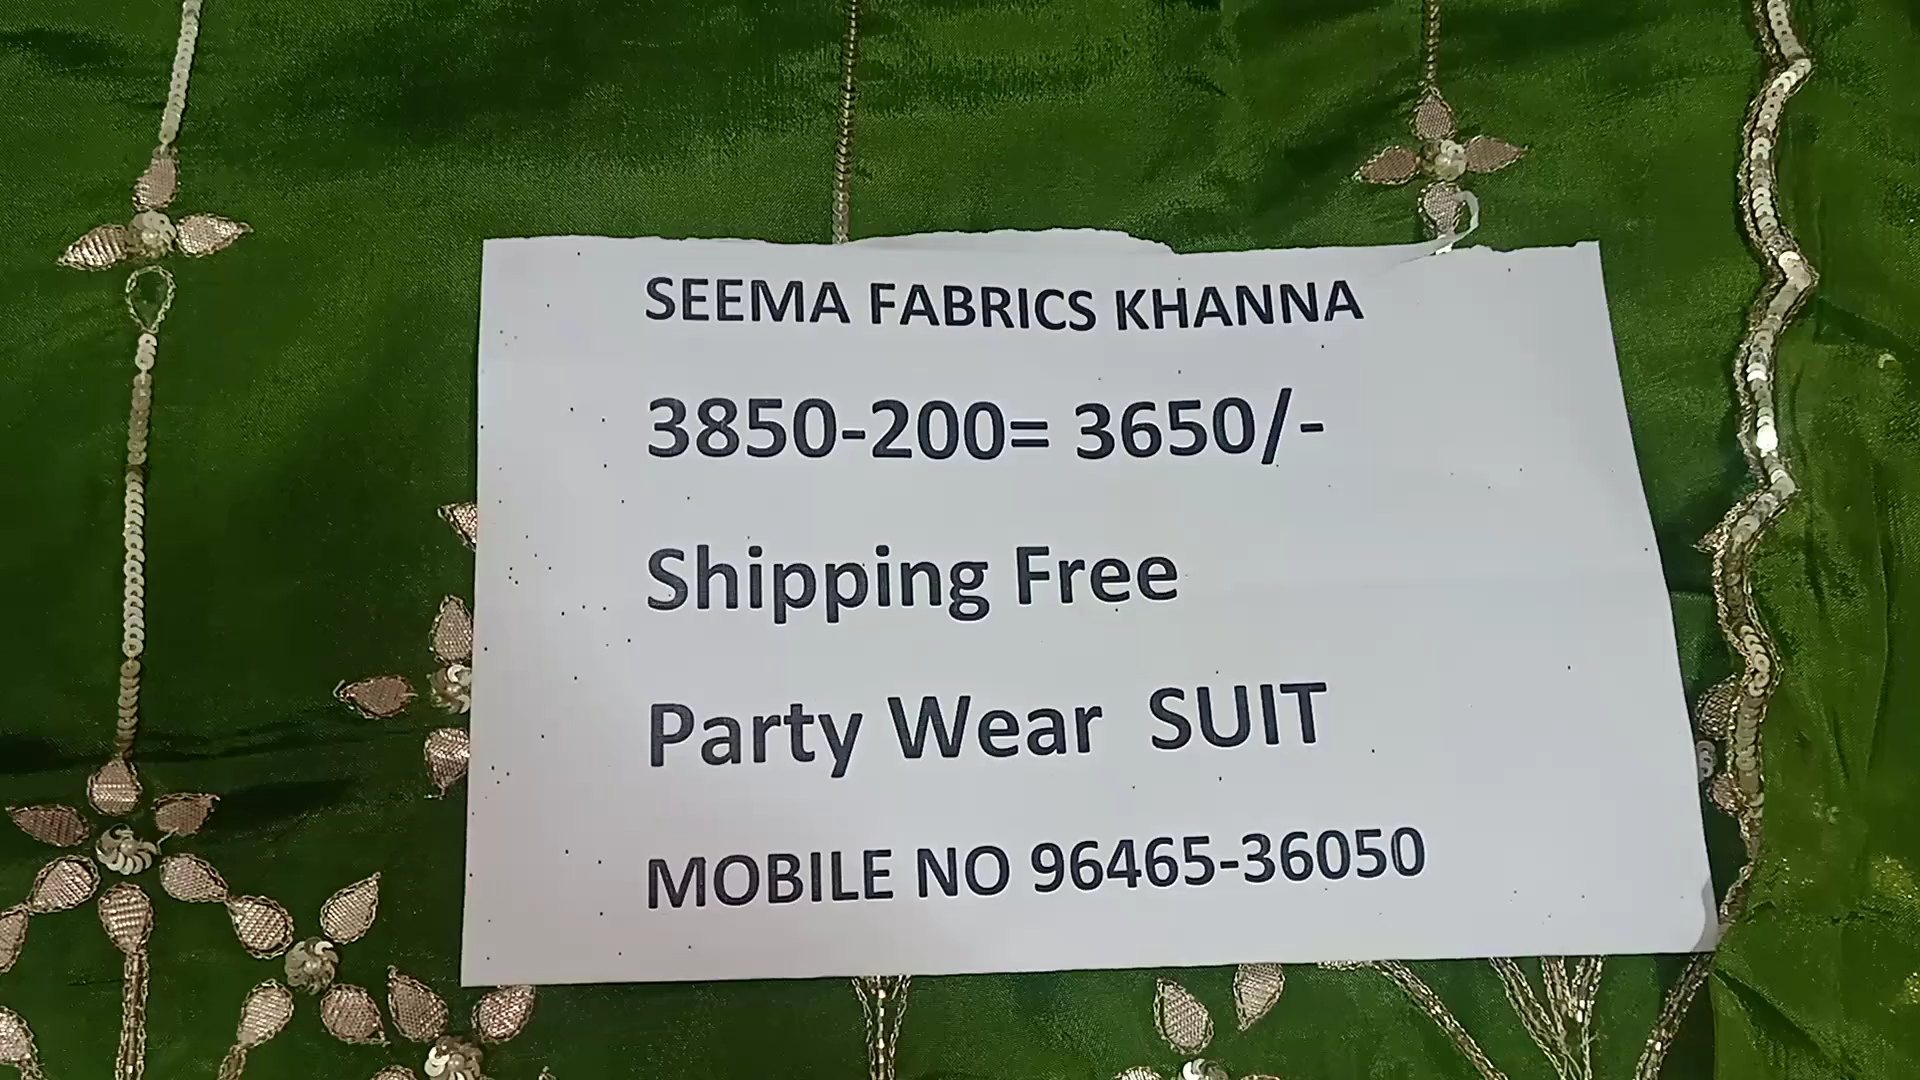 SEEMA FABRICS KHANNA
3850-200= 3650/-
Shipping Free
Party Wear SUIT
MOBILE NO 96465-36050